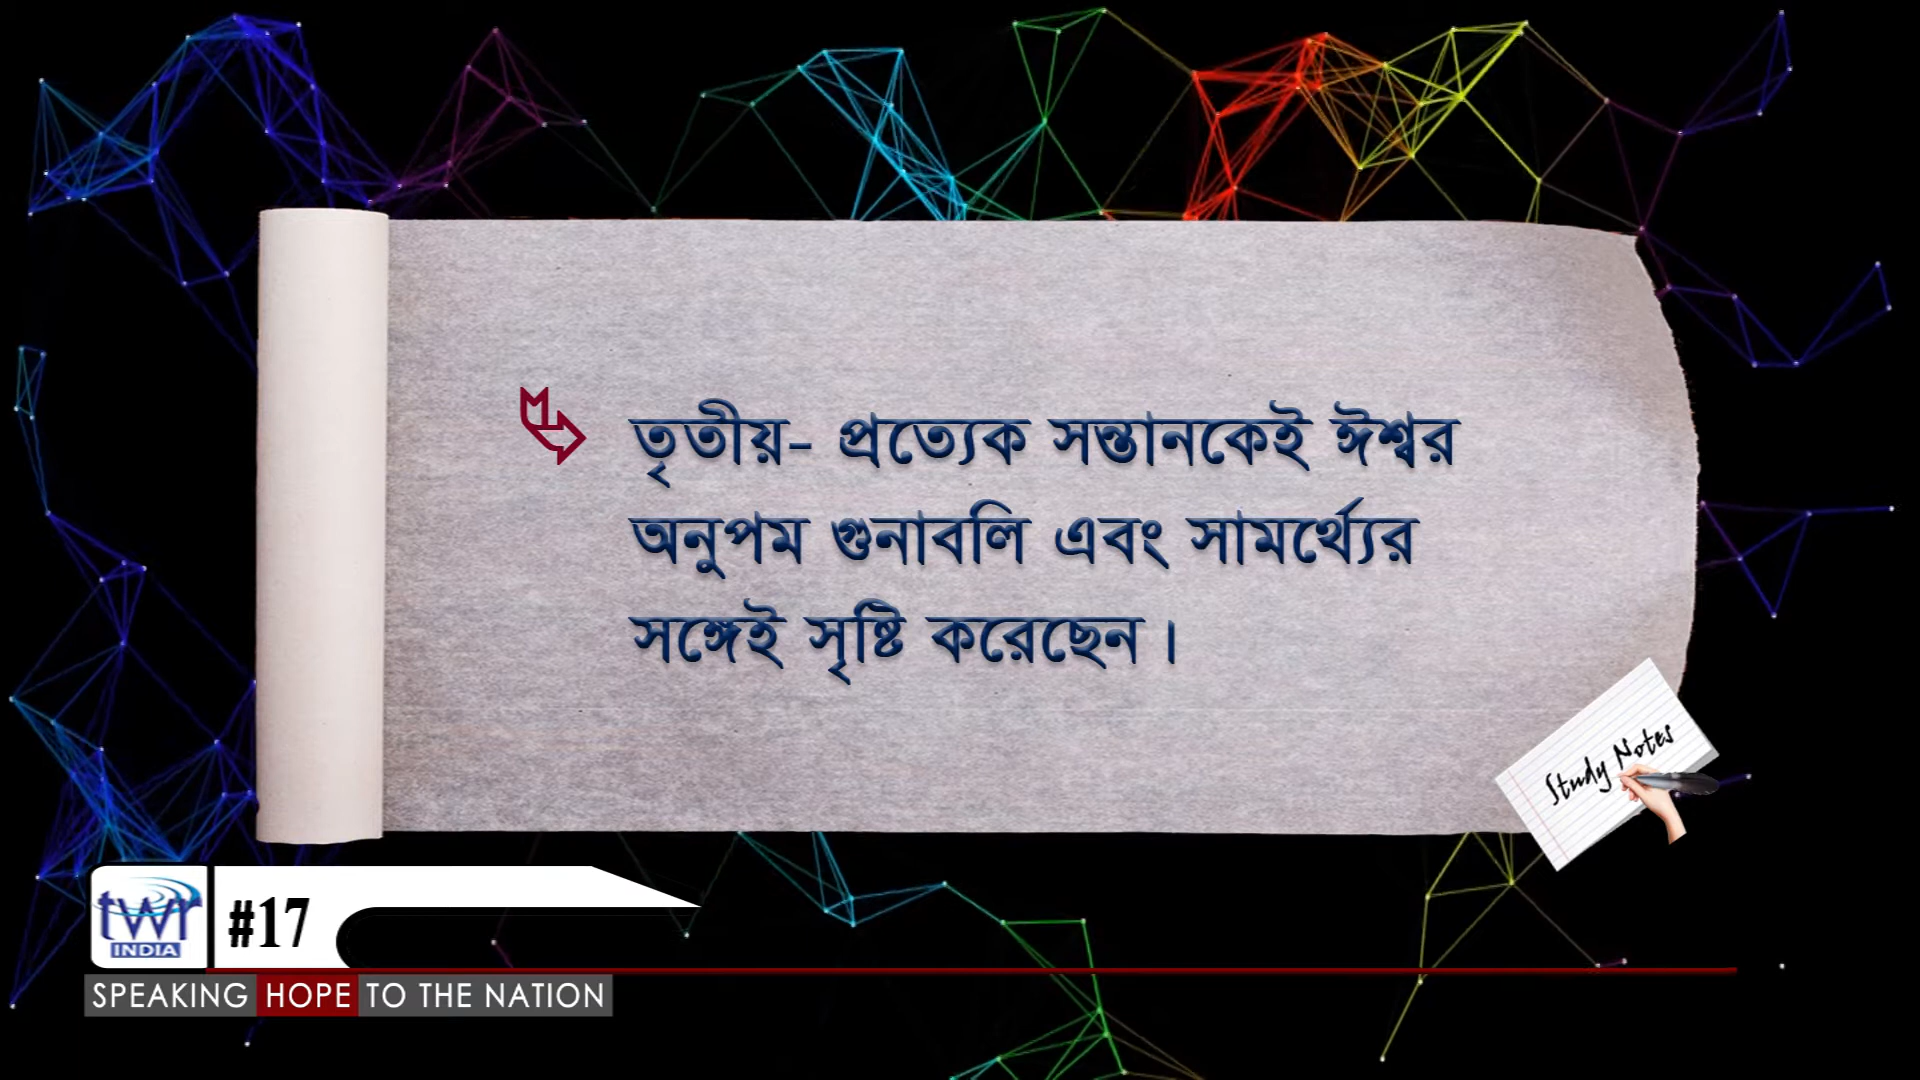 তৃতীয়- প্রত্যেক সন্তানকেই ঈশ্বর
অনুপম গুনাবলি এবং সামর্থ্যের
সঙ্গেই সৃষ্টি করেছেন।
Study Notes
twr
INDIA
#17
SPEAKING HOPE TO THE NATION